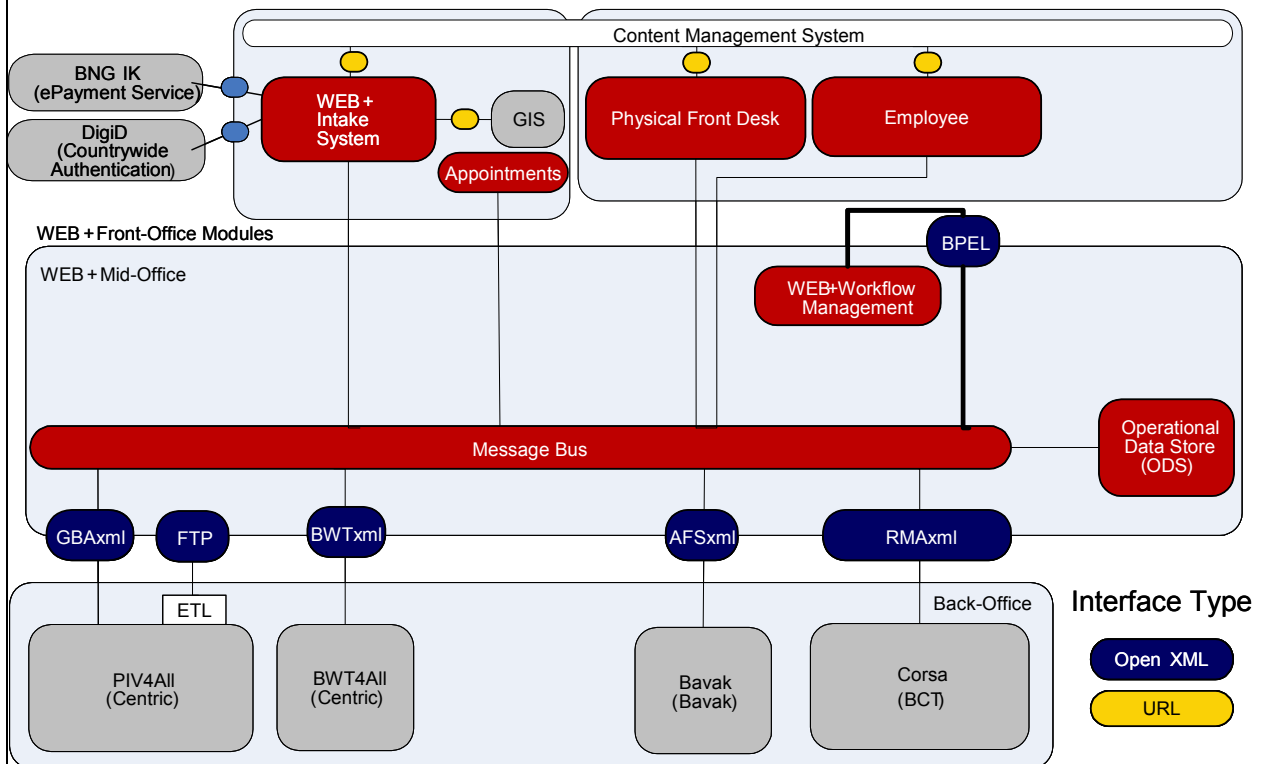 Content Management System
BNG IK
(ePayment Service)
DigiD
(Countrywide
Authentication)
WEB +
Intake
System
GIS
Appointments
Physical Front Desk
Employee
WEB + Front-Office Modules
WEB + Mid-Office
BPEL
WEB+Workflow
Management
Message Bus
Operational
Data Store
(ODS)
GBAxml
FTP
BWTxml
AFSxml
RMAxml
ETL
Back-Office
PIV4All
(Centric)
BWT4All
(Centric)
Bavak
(Bavak)
Corsa
(BCT)
Interface Type
Open XML
URL